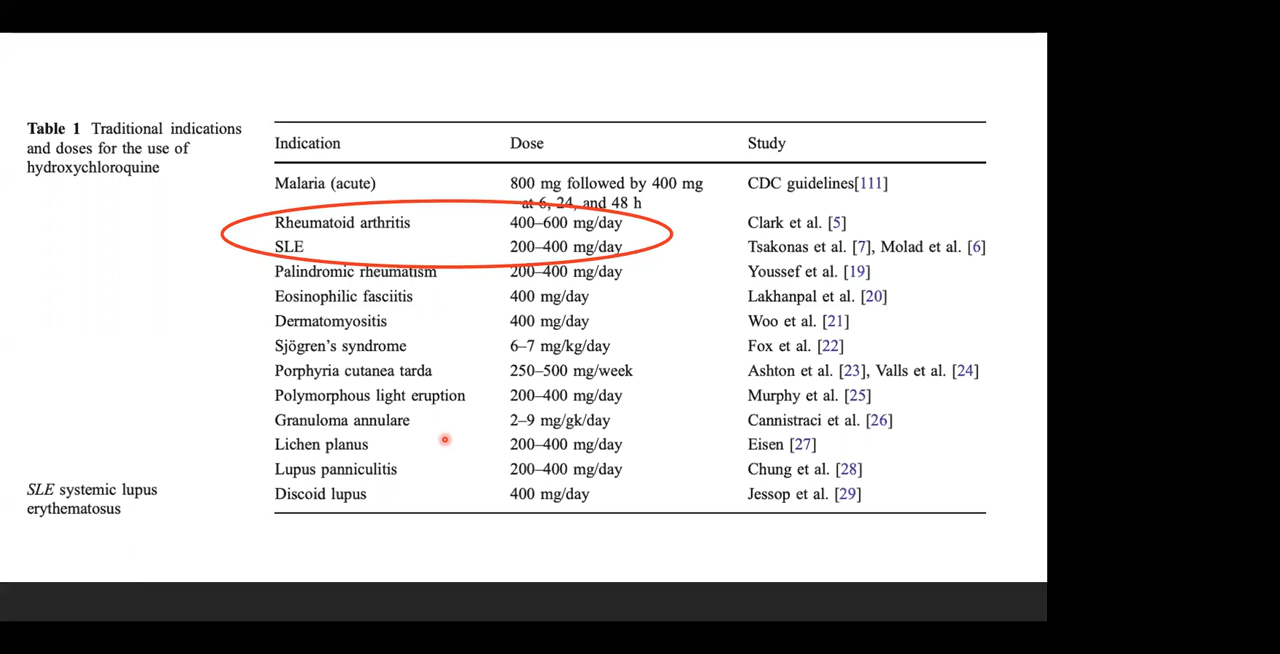 Table 1 Traditional indications
and doses for the use of
hydroxychloroquine
Indication Dose Study
Malaria (acute) 800 mg followed by 400 mg CDC guidelines[111]
at 6, 24, and 48 h
Rheumatoid arthritis 400–600 mg/day Clark et al. [5]
SLE 200–400 mg/day Tsakonas et al. [7], Molad et al. [6]
Palindromic rheumatism 200–400 mg/day Youssef et al. [19]
Eosinophilic fasciitis 400 mg/day Lakhanpal et al. [20]
Dermatomyositis 400 mg/day Woo et al. [21]
Sjögren's syndrome 6–7 mg/kg/day Fox et al. [22]
Porphyria cutanea tarda 250–500 mg/week Ashton et al. [23], Valls et al. [24]
Polymorphous light eruption 200–400 mg/day Murphy et al. [25]
Granuloma annulare 2–9 mg/gk/day Cannistraci et al. [26]
Lichen planus 200–400 mg/day Eisen [27]
Lupus panniculitis 200–400 mg/day Chung et al. [28]
Discoid lupus 400 mg/day Jessop et al. [29]
SLE systemic lupus
erythematosus